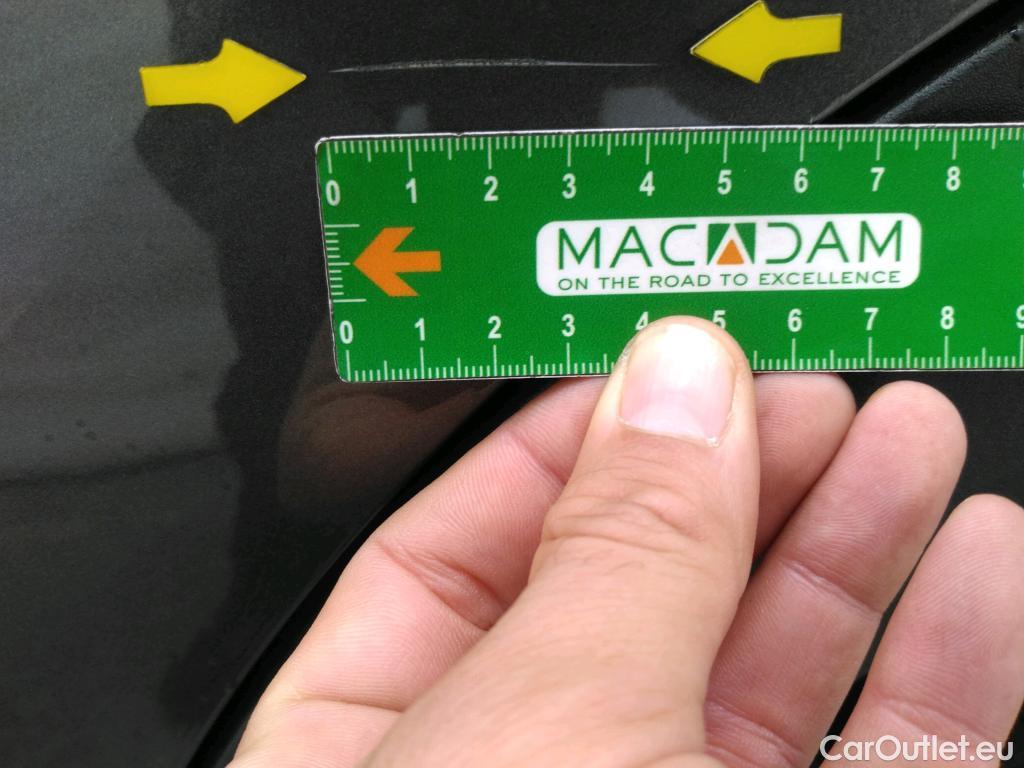 0 1 2 3 4 5 6 7 8
MACADAM
ON THE ROAD TO EXCELLENCE
0 1 2 3 4 5 6 7 8 9
CarOutlet.eu